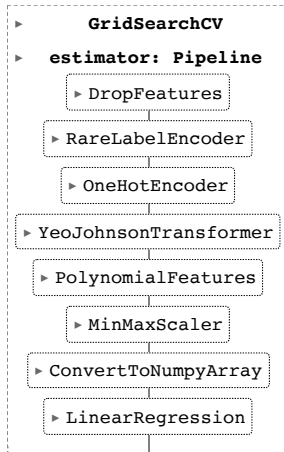 GridSearchCV
estimator: Pipeline
DropFeatures
RareLabelEncoder
OneHotEncoder
YeoJohnsonTransformer
PolynomialFeatures
MinMaxScaler
ConvertToNumpyArray
LinearRegression